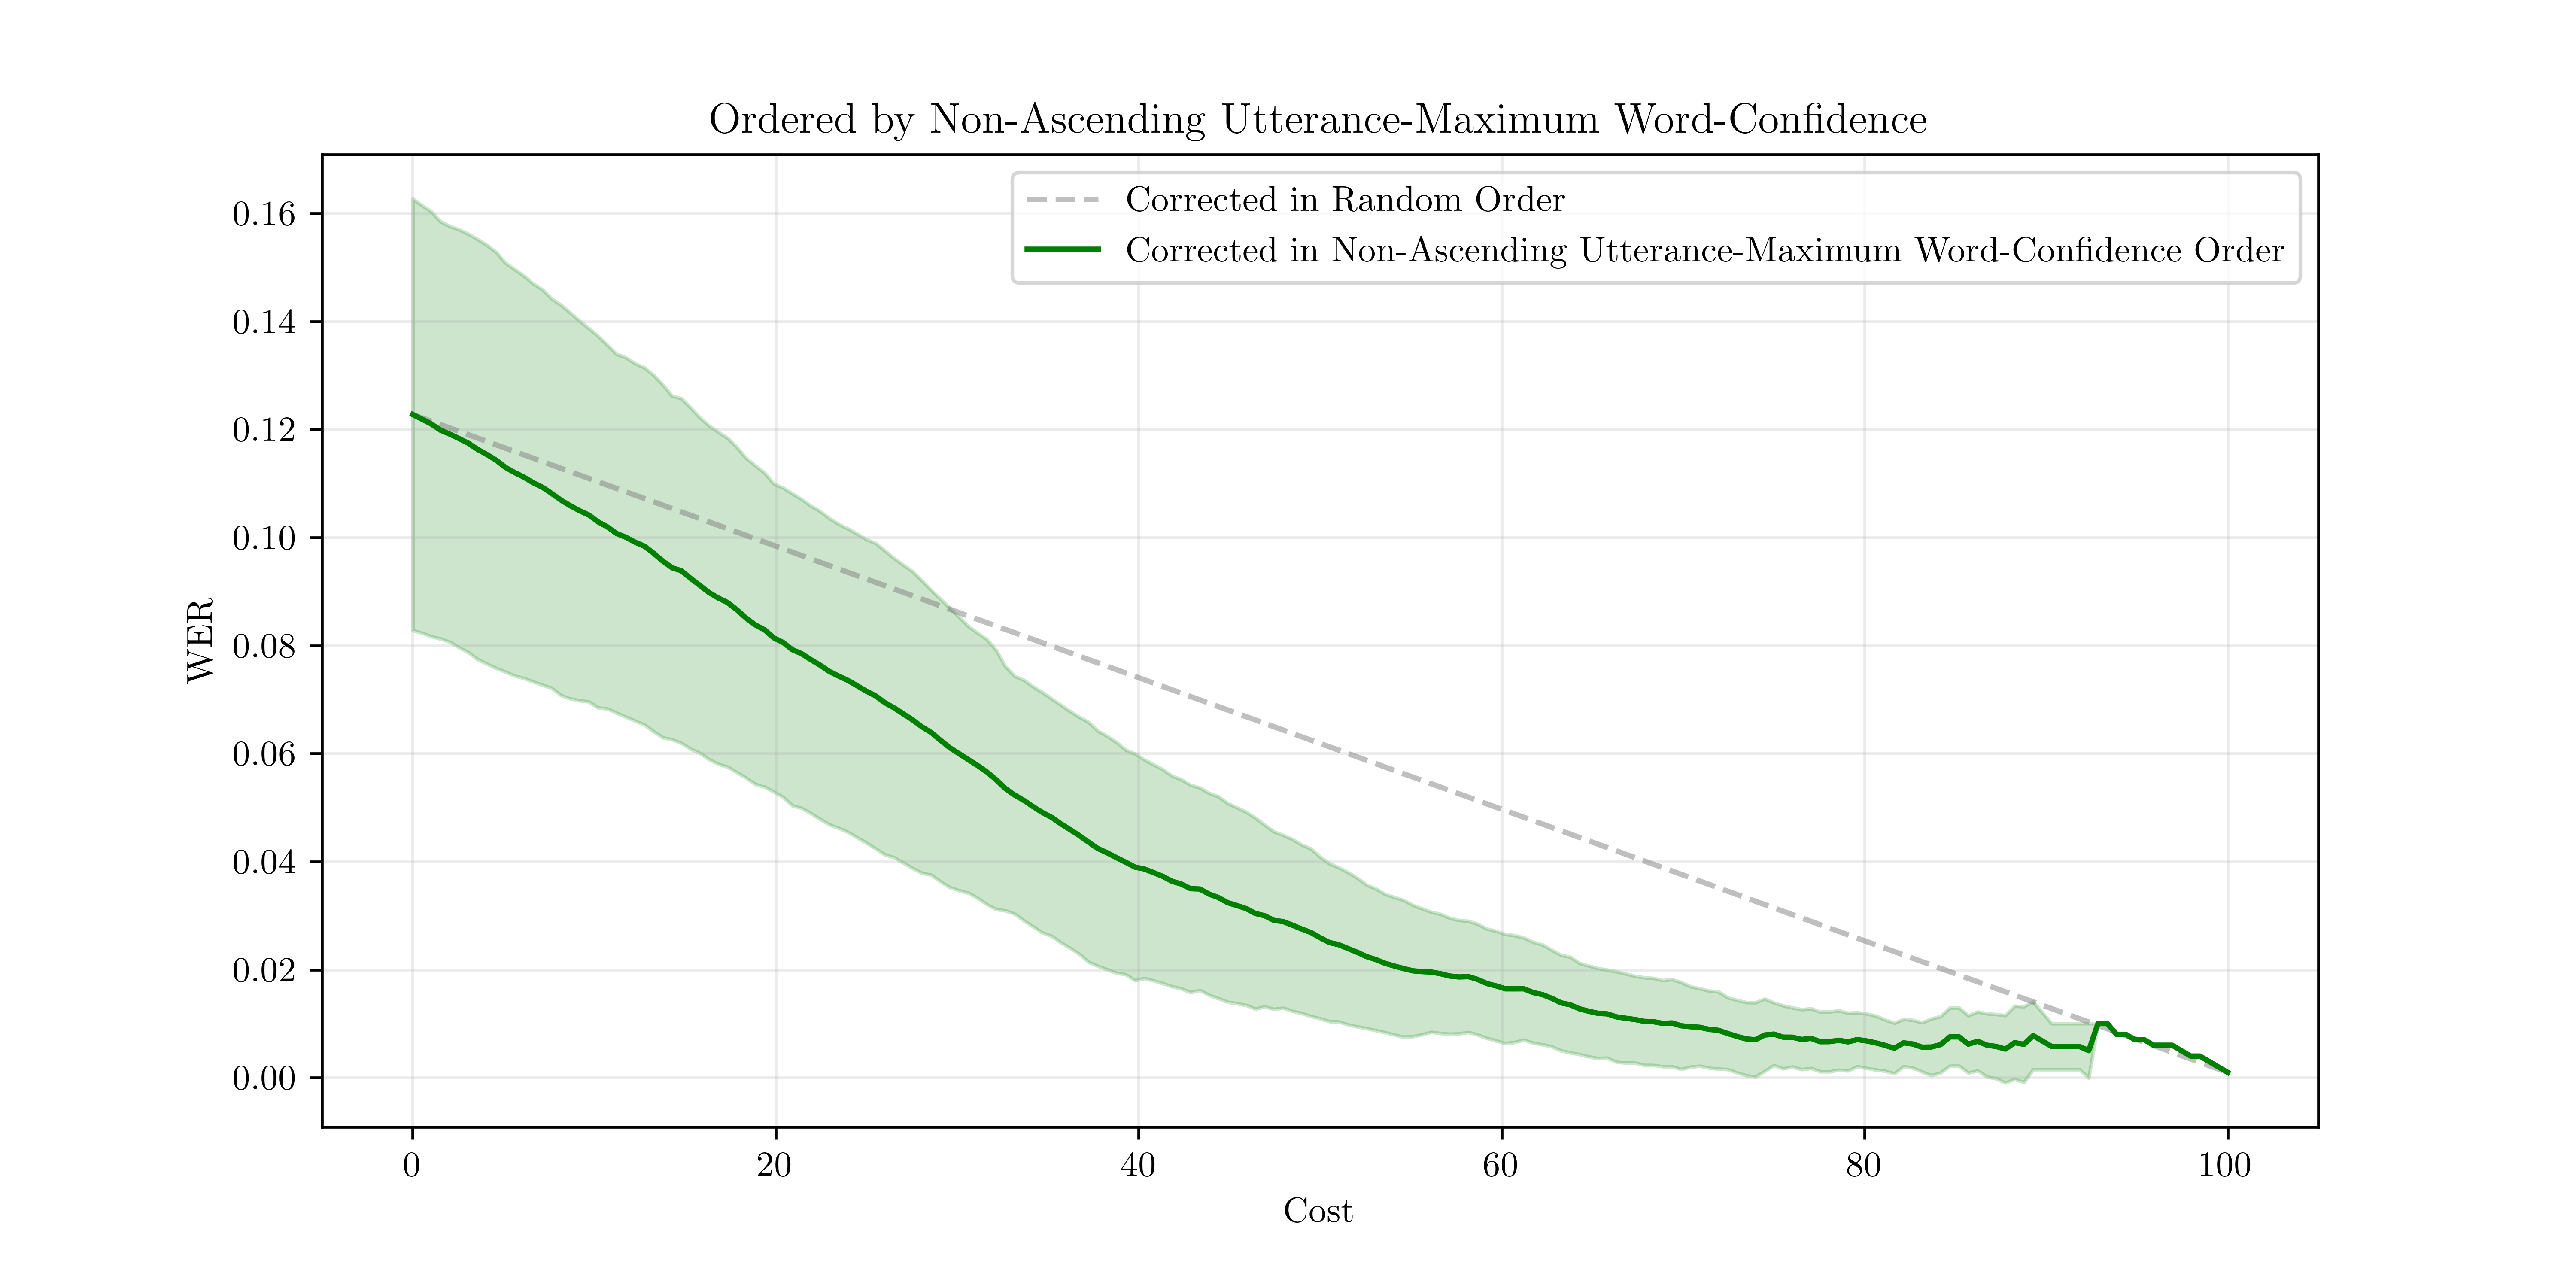 Ordered by Non-Ascending Utterance-Maximum Word-Confidence
Corrected in Random Order
Corrected in Non-Ascending Utterance-Maximum Word-Confidence Order
WER
0.16
0.14
0.12
0.10
0.08
0.06
0.04
0.02
0.00
0 20 40 60 80 100
Cost